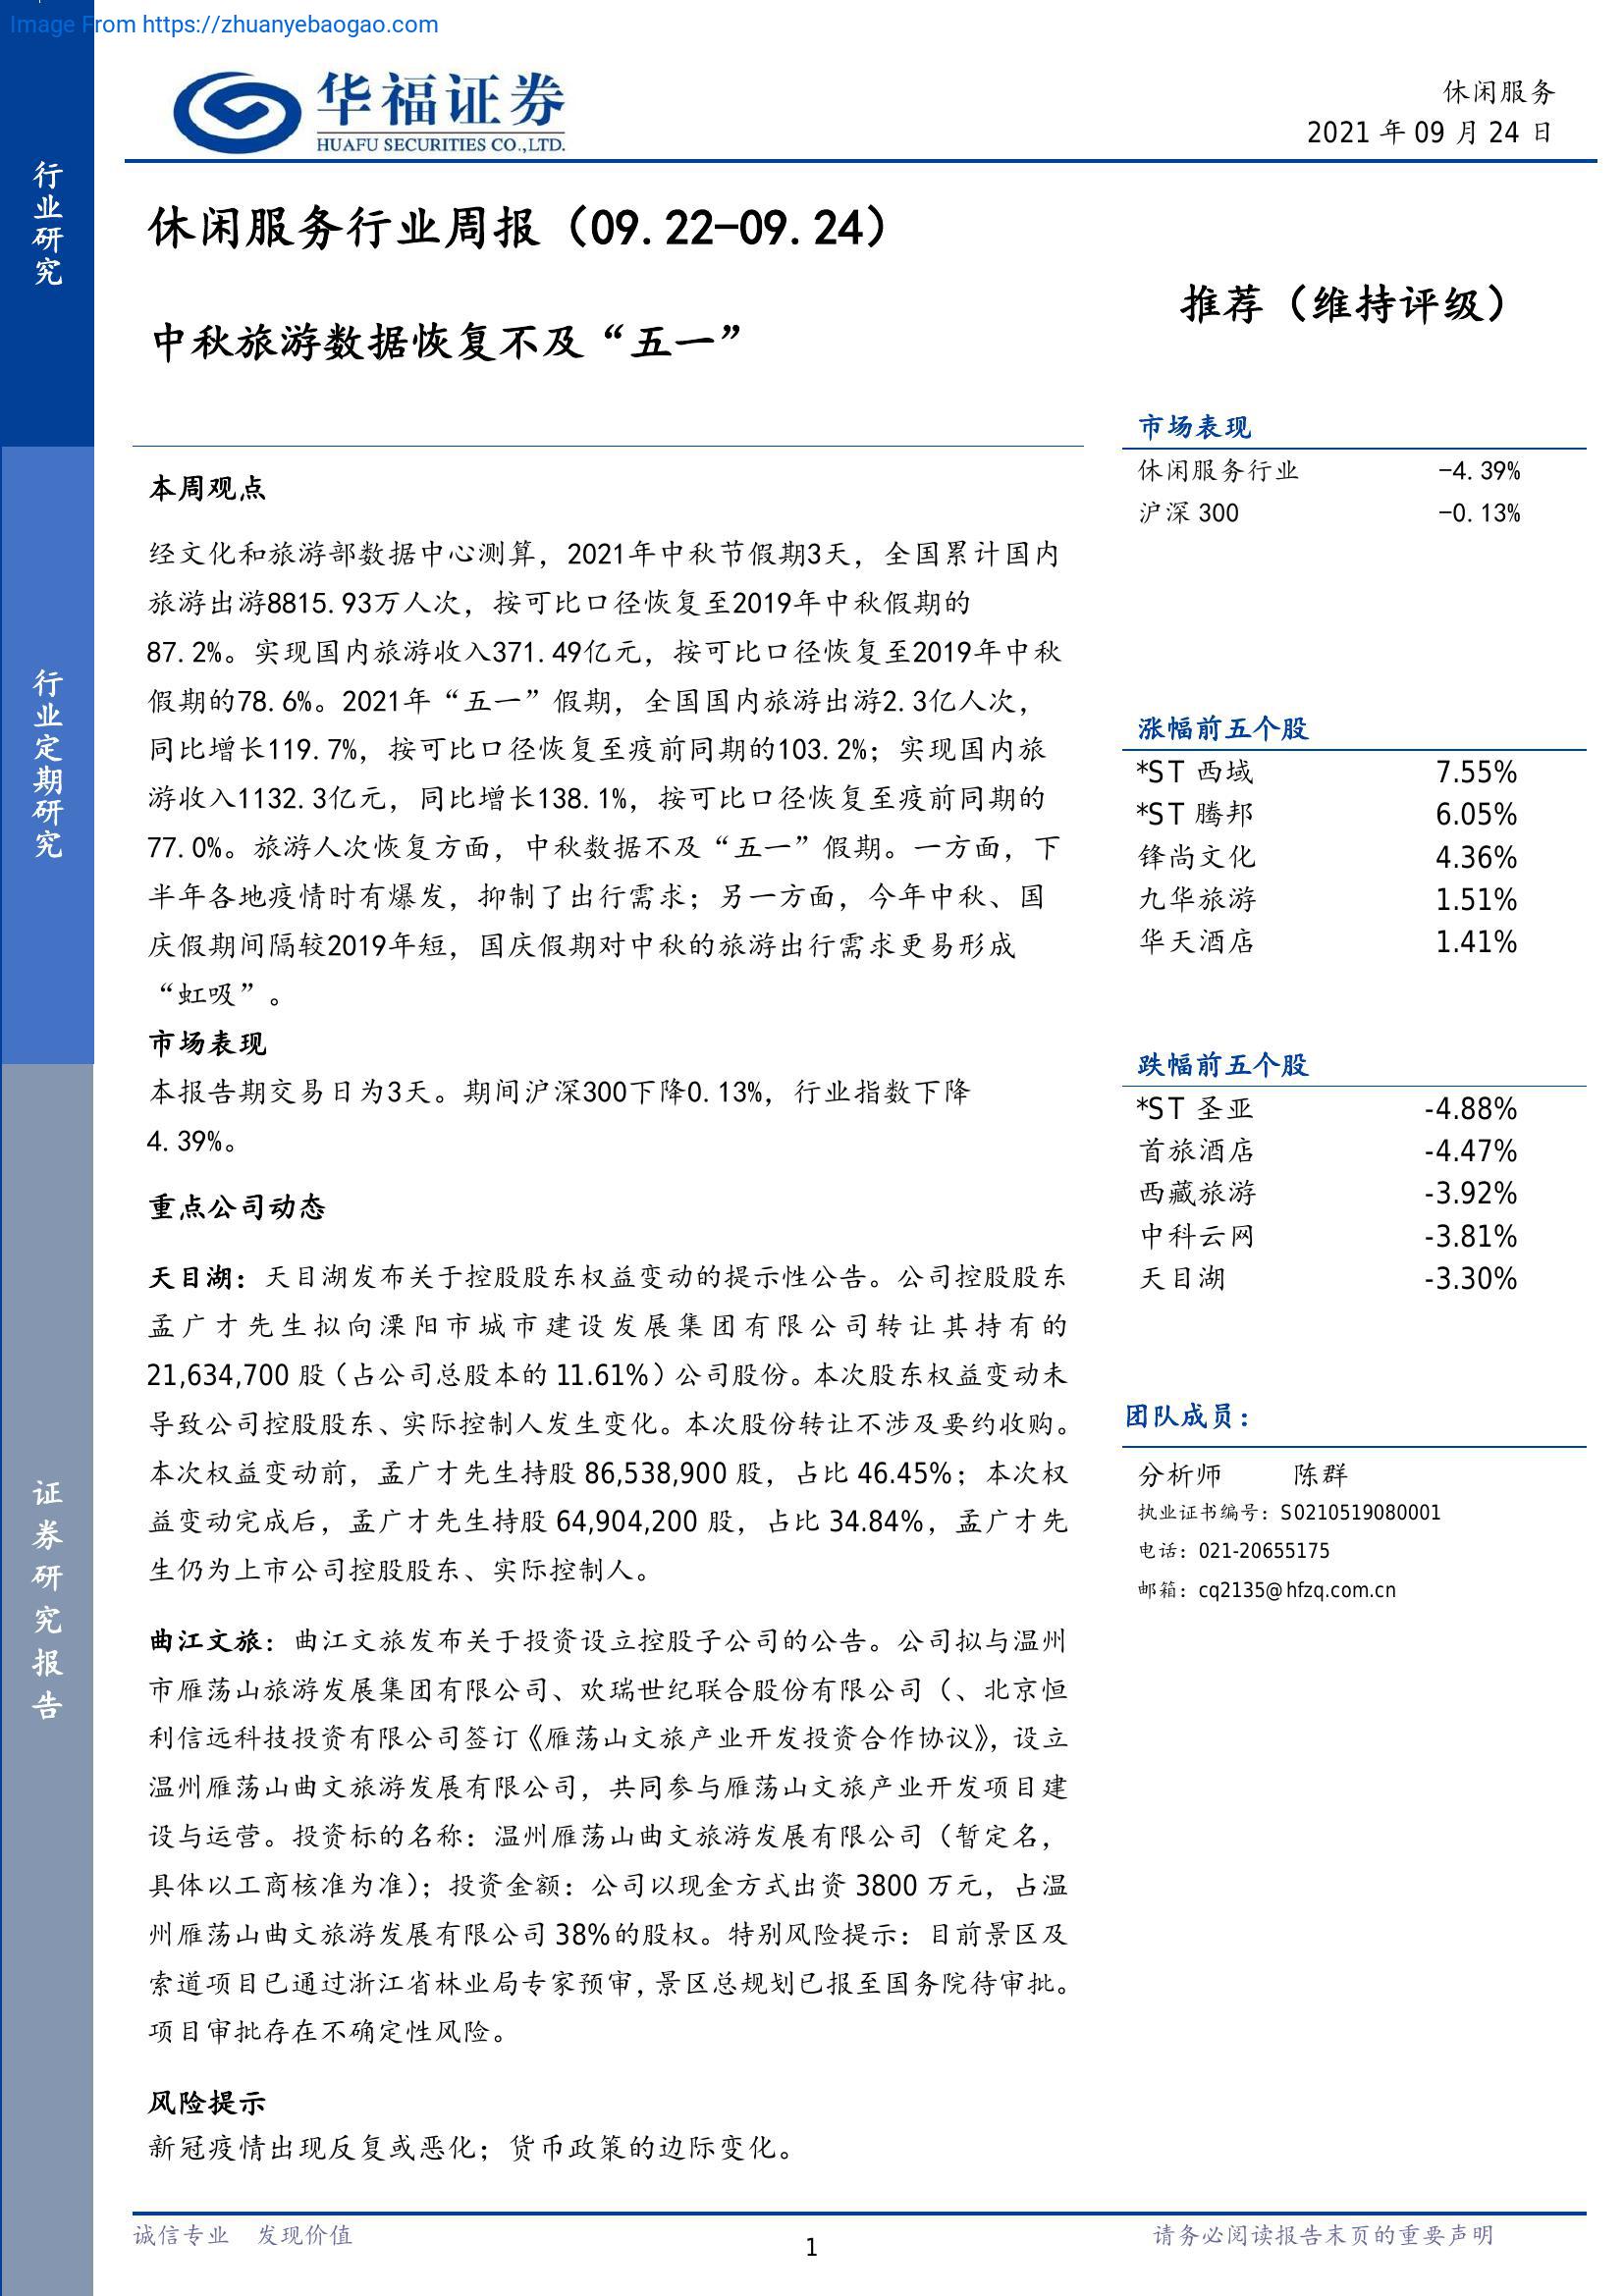 Image From https://zhuanyebaogao.com
华福证券
HUAFU SECURITIES CO.,LTD.
休闲服务
2021 年 09 月 24 日
行业研究
行业定期研究
证券研究报告
休闲服务行业周报（09.22-09.24）
中秋旅游数据恢复不及“五一”
推荐（维持评级）
本周观点
经文化和旅游部数据中心测算，2021年中秋节假期3天，全国累计国内
旅游出游8815.93万人次，按可比口径恢复至2019年中秋假期的
87.2%。实现国内旅游收入371.49亿元，按可比口径恢复至2019年中秋
假期的78.6%。2021年“五一”假期，全国国内旅游出游2.3亿人次，
同比增长119.7%，按可比口径恢复至疫前同期的103.2%；实现国内旅
游收入1132.3亿元，同比增长138.1%，按可比口径恢复至疫前同期的
77.0%。旅游人次恢复方面，中秋数据不及“五一”假期。一方面，下
半年各地疫情时有爆发，抑制了出行需求；另一方面，今年中秋、国
庆假期间隔较2019年短，国庆假期对中秋的旅游出行需求更易形成
“虹吸”。
市场表现
本报告期交易日为3天。期间沪深300下降0.13%，行业指数下降
4.39%。
重点公司动态
天目湖：天目湖发布关于控股股东权益变动的提示性公告。公司控股股东
孟广才先生拟向溧阳市城市建设发展集团有限公司转让其持有的
21,634,700 股（占公司总股本的 11.61%）公司股份。本次股东权益变动未
导致公司控股股东、实际控制人发生变化。本次股份转让不涉及要约收购。
本次权益变动前，孟广才先生持股 86,538,900 股，占比 46.45%；本次权
益变动完成后，孟广才先生持股 64,904,200 股，占比 34.84%，孟广才先
生仍为上市公司控股股东、实际控制人。
曲江文旅：曲江文旅发布关于投资设立控股子公司的公告。公司拟与温州
市雁荡山旅游发展集团有限公司、欢瑞世纪联合股份有限公司（、北京恒
利信远科技投资有限公司签订《雁荡山文旅产业开发投资合作协议》，设立
温州雁荡山曲文旅游发展有限公司，共同参与雁荡山文旅产业开发项目建
设与运营。投资标的名称：温州雁荡山曲文旅游发展有限公司（暂定名，
具体以工商核准为准）；投资金额：公司以现金方式出资 3800 万元，占温
州雁荡山曲文旅游发展有限公司 38%的股权。特别风险提示：目前景区及
索道项目已通过浙江省林业局专家预审，景区总规划已报至国务院待审批。
项目审批存在不确定性风险。
风险提示
新冠疫情出现反复或恶化；货币政策的边际变化。
市场表现
休闲服务行业 -4.39%
沪深 300 -0.13%
涨幅前五个股
*ST 西域 7.55%
*ST 腾邦 6.05%
锋尚文化 4.36%
九华旅游 1.51%
华天酒店 1.41%
跌幅前五个股
*ST 圣亚 -4.88%
首旅酒店 -4.47%
西藏旅游 -3.92%
中科云网 -3.81%
天目湖 -3.30%
团队成员：
分析师 陈群
执业证书编号：S0210519080001
电话：021-20655175
邮箱：cq2135@hfzq.com.cn
诚信专业 发现价值
1
请务必阅读报告末页的重要声明